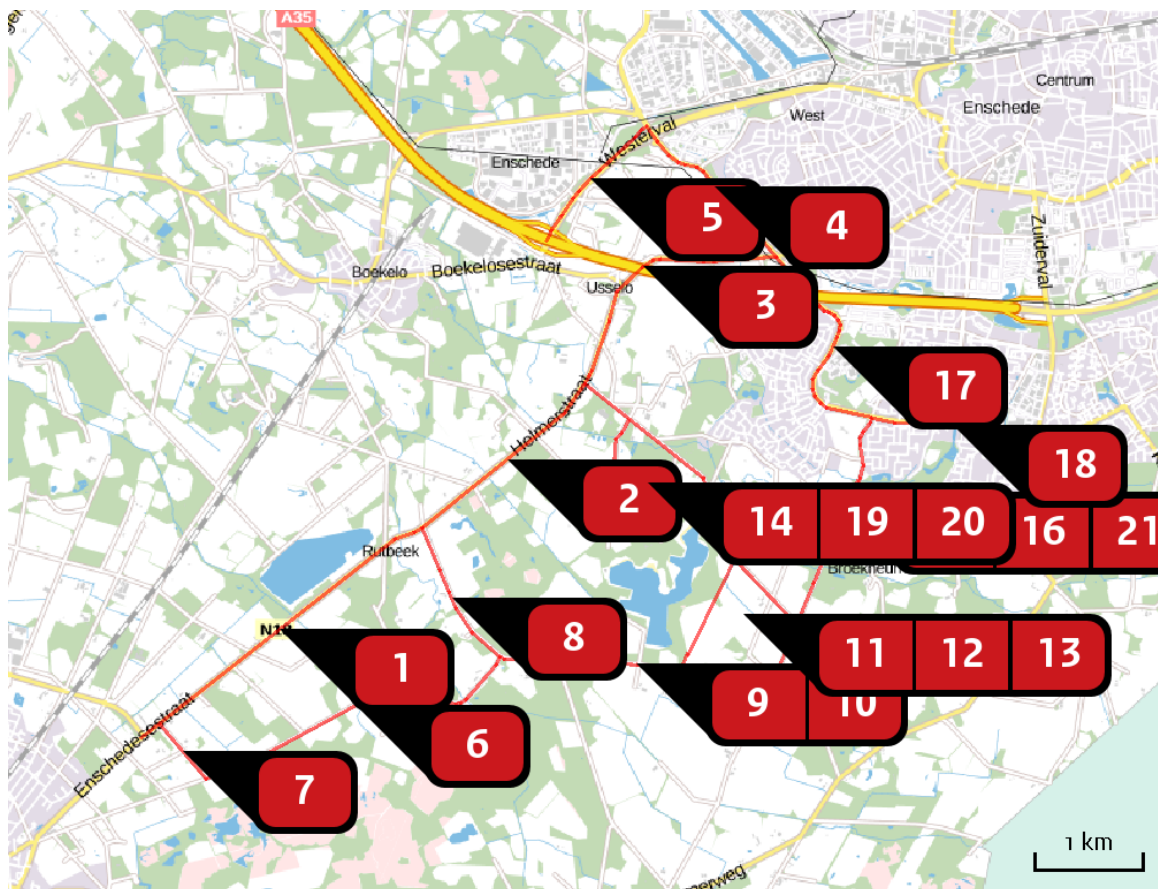 A35
Centrum
Enschede
West
Westerval
Enschede
5
4
Zuiderval
Boekelo
Boekelosestraat
Usselo
3
17
Helmerstraat
18
2
14 19 20
16 21
Rutbeek
8
1
11 12 13
9 10
6
Enschedesestraat
7
1 km